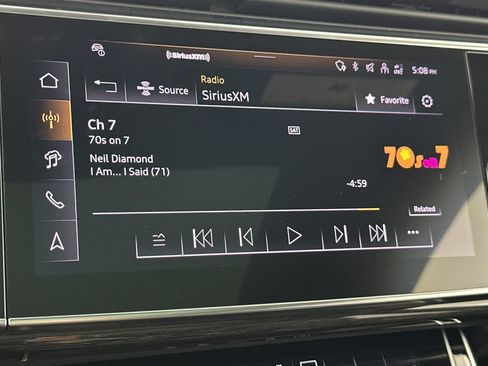 ((SiriusXM))
5:08 PM
Source
Radio
SiriusXM
Favorite
Ch 7
70s on 7
SAT
70s on 7
Neil Diamond
I Am... I Said (71)
-4:59
Related